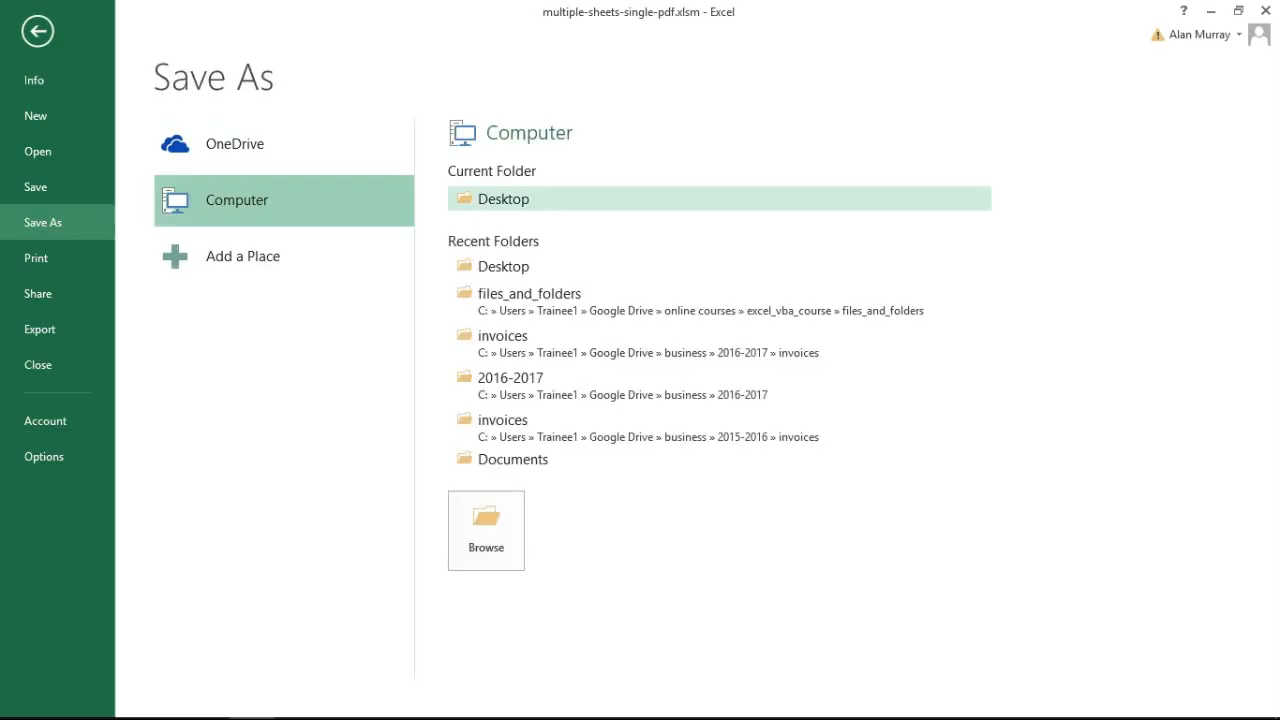 multiple-sheets-single-pdf.xlsm - Excel
?
Alan Murray
Info
New
Open
Save
Save As
Print
Share
Export
Close
Account
Options
Save As
OneDrive
Computer
Add a Place
Computer
Current Folder
Desktop
Recent Folders
Desktop
files_and_folders
C: » Users » Trainee1 » Google Drive » online courses » excel_vba_course » files_and_folders
invoices
C: » Users » Trainee1 » Google Drive » business » 2016-2017 » invoices
2016-2017
C: » Users » Trainee1 » Google Drive » business » 2016-2017
invoices
C: » Users » Trainee1 » Google Drive » business » 2015-2016 » invoices
Documents
Browse